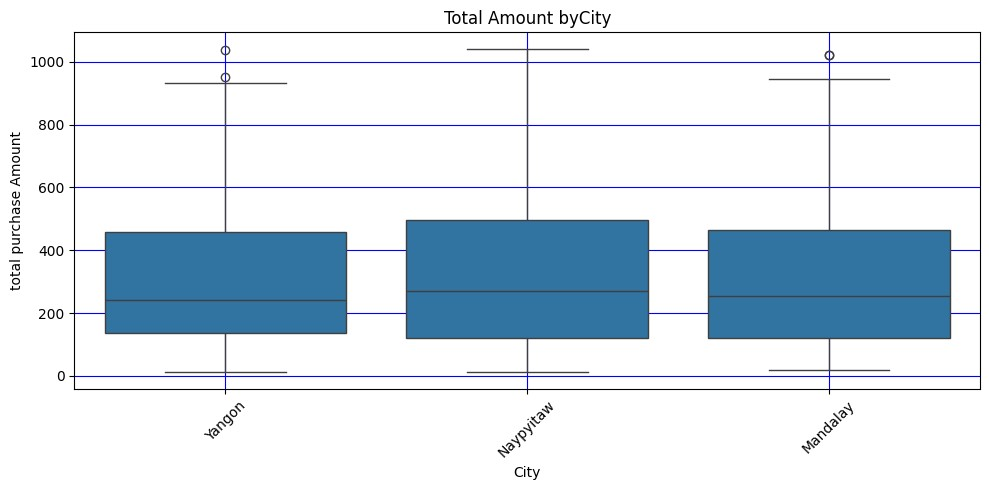 Total Amount byCity
total purchase Amount
1000
800
600
400
200
0
Yangon
Naypyitaw
Mandalay
City